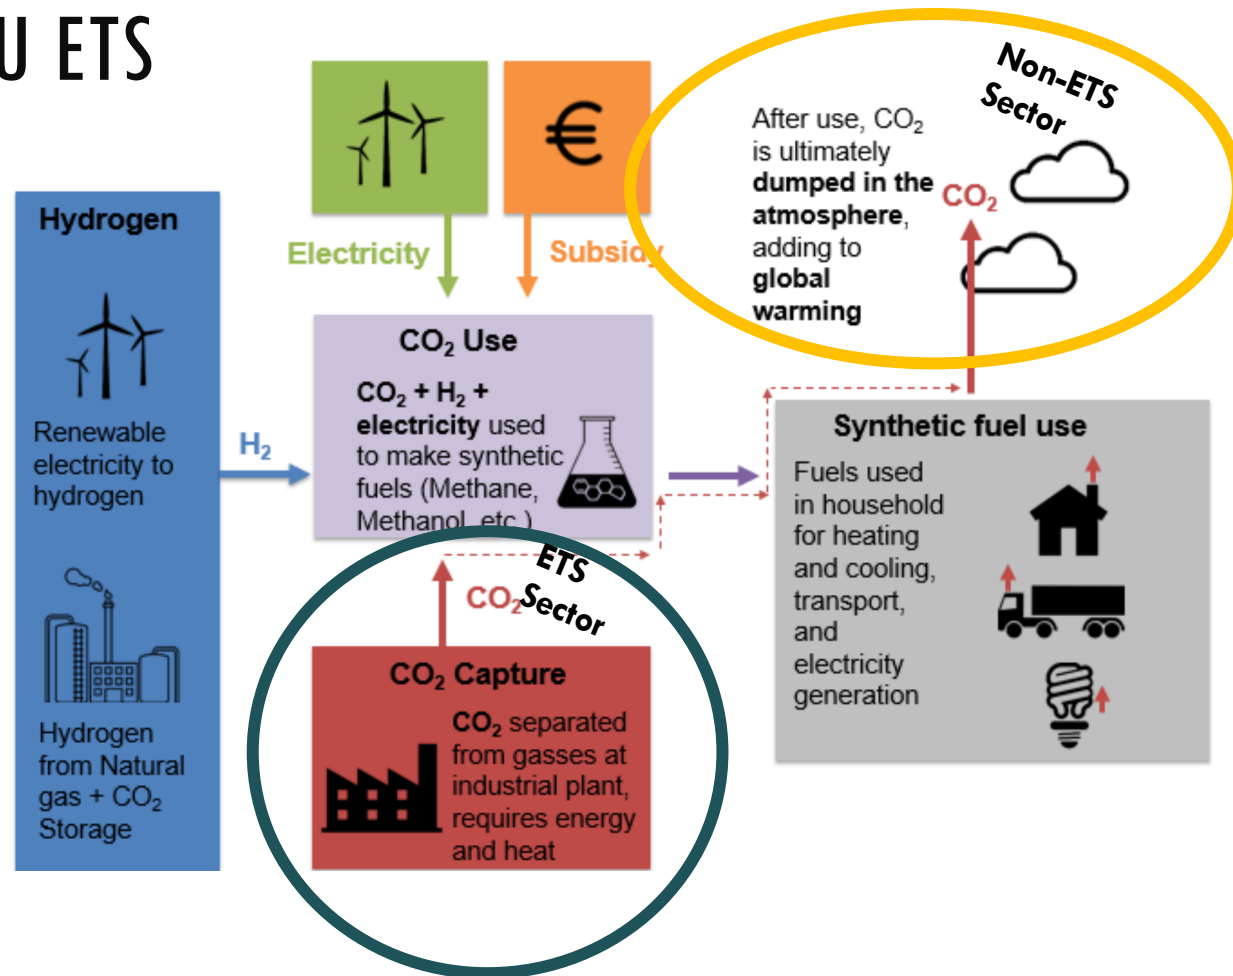 U ETS
Hydrogen
Renewable
electricity to
hydrogen
Hydrogen
from Natural
gas + CO₂
Storage
H₂
Electricity
€
Subsidy
CO₂ Use
CO₂ + H₂ +
electricity used
to make synthetic
fuels (Methane,
Methanol, etc.)
ETS
Sector
CO₂
CO₂ Capture
CO₂ separated
from gasses at
industrial plant,
requires energy
and heat
Non-ETS
Sector
After use, CO₂
is ultimately
dumped in the
atmosphere,
adding to
global
warming
CO₂
Synthetic fuel use
Fuels used
in household
for heating
and cooling,
transport,
and
electricity
generation